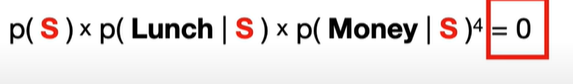 p( S ) × p( Lunch | S ) × p( Money | S )⁴ = 0